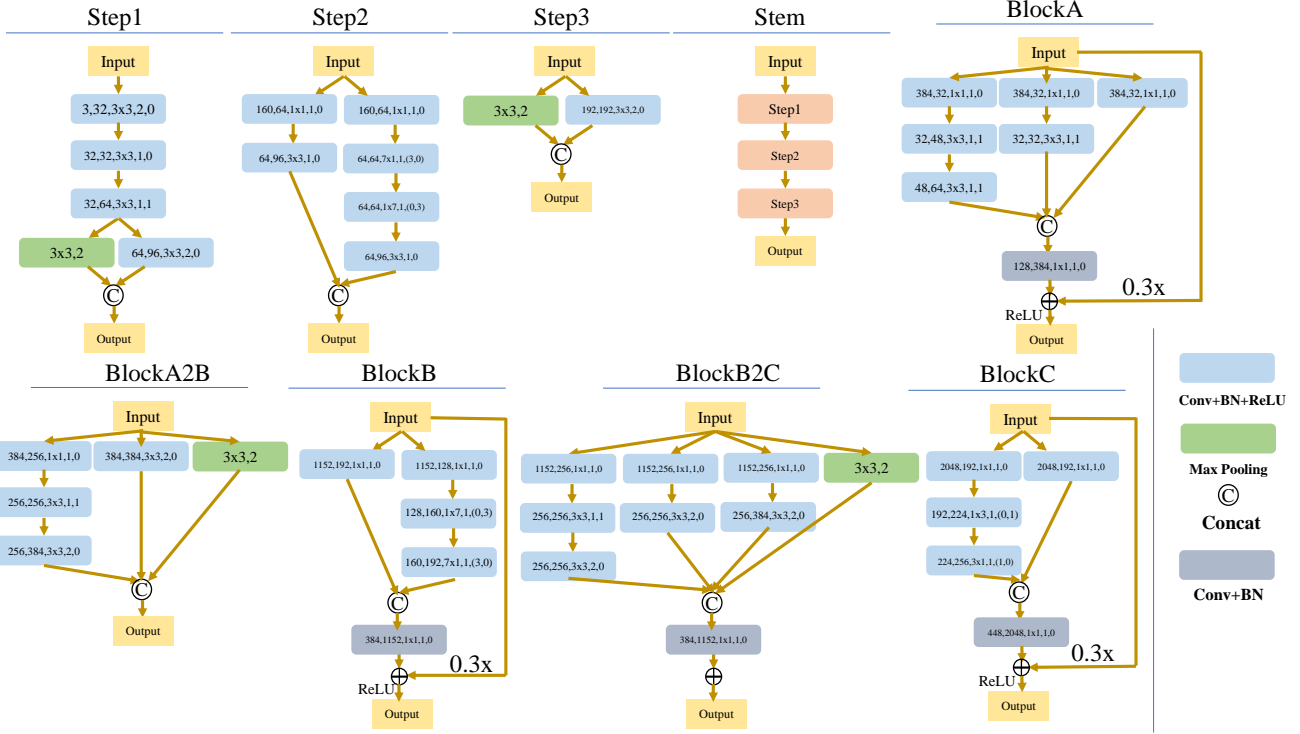 Step1
Input
3,32,3x3,2,0
32,32,3x3,1,0
32,64,3x3,1,1
3x3,2
64,96,3x3,2,0
C
Output
Step2
Input
160,64,1x1,1,0
160,64,1x1,1,0
64,96,3x3,1,0
64,64,7x1,1,(3,0)
64,64,1x7,1,(0,3)
64,96,3x3,1,0
C
Output
Step3
Input
3x3,2
192,192,3x3,2,0
C
Output
Stem
Input
Step1
Step2
Step3
Output
BlockA
Input
384,32,1x1,1,0
384,32,1x1,1,0
384,32,1x1,1,0
32,48,3x3,1,1
32,32,3x3,1,1
48,64,3x3,1,1
C
128,384,1x1,1,0
0.3x
ReLU
Output
BlockA2B
Input
384,256,1x1,1,0
384,384,3x3,2,0
3x3,2
256,256,3x3,1,1
256,384,3x3,2,0
C
Output
BlockB
Input
1152,192,1x1,1,0
1152,128,1x1,1,0
128,160,1x7,1,(0,3)
160,192,7x1,1,(3,0)
C
384,1152,1x1,1,0
0.3x
ReLU
Output
BlockB2C
Input
1152,256,1x1,1,0
1152,256,1x1,1,0
1152,256,1x1,1,0
3x3,2
256,256,3x3,1,1
256,256,3x3,2,0
256,384,3x3,2,0
256,256,3x3,2,0
C
384,1152,1x1,1,0
Output
BlockC
Input
2048,192,1x1,1,0
2048,192,1x1,1,0
192,224,1x3,1,(0,1)
224,256,3x1,1,(1,0)
C
448,2048,1x1,1,0
0.3x
ReLU
Output
Conv+BN+ReLU
Max Pooling
C
Concat
Conv+BN